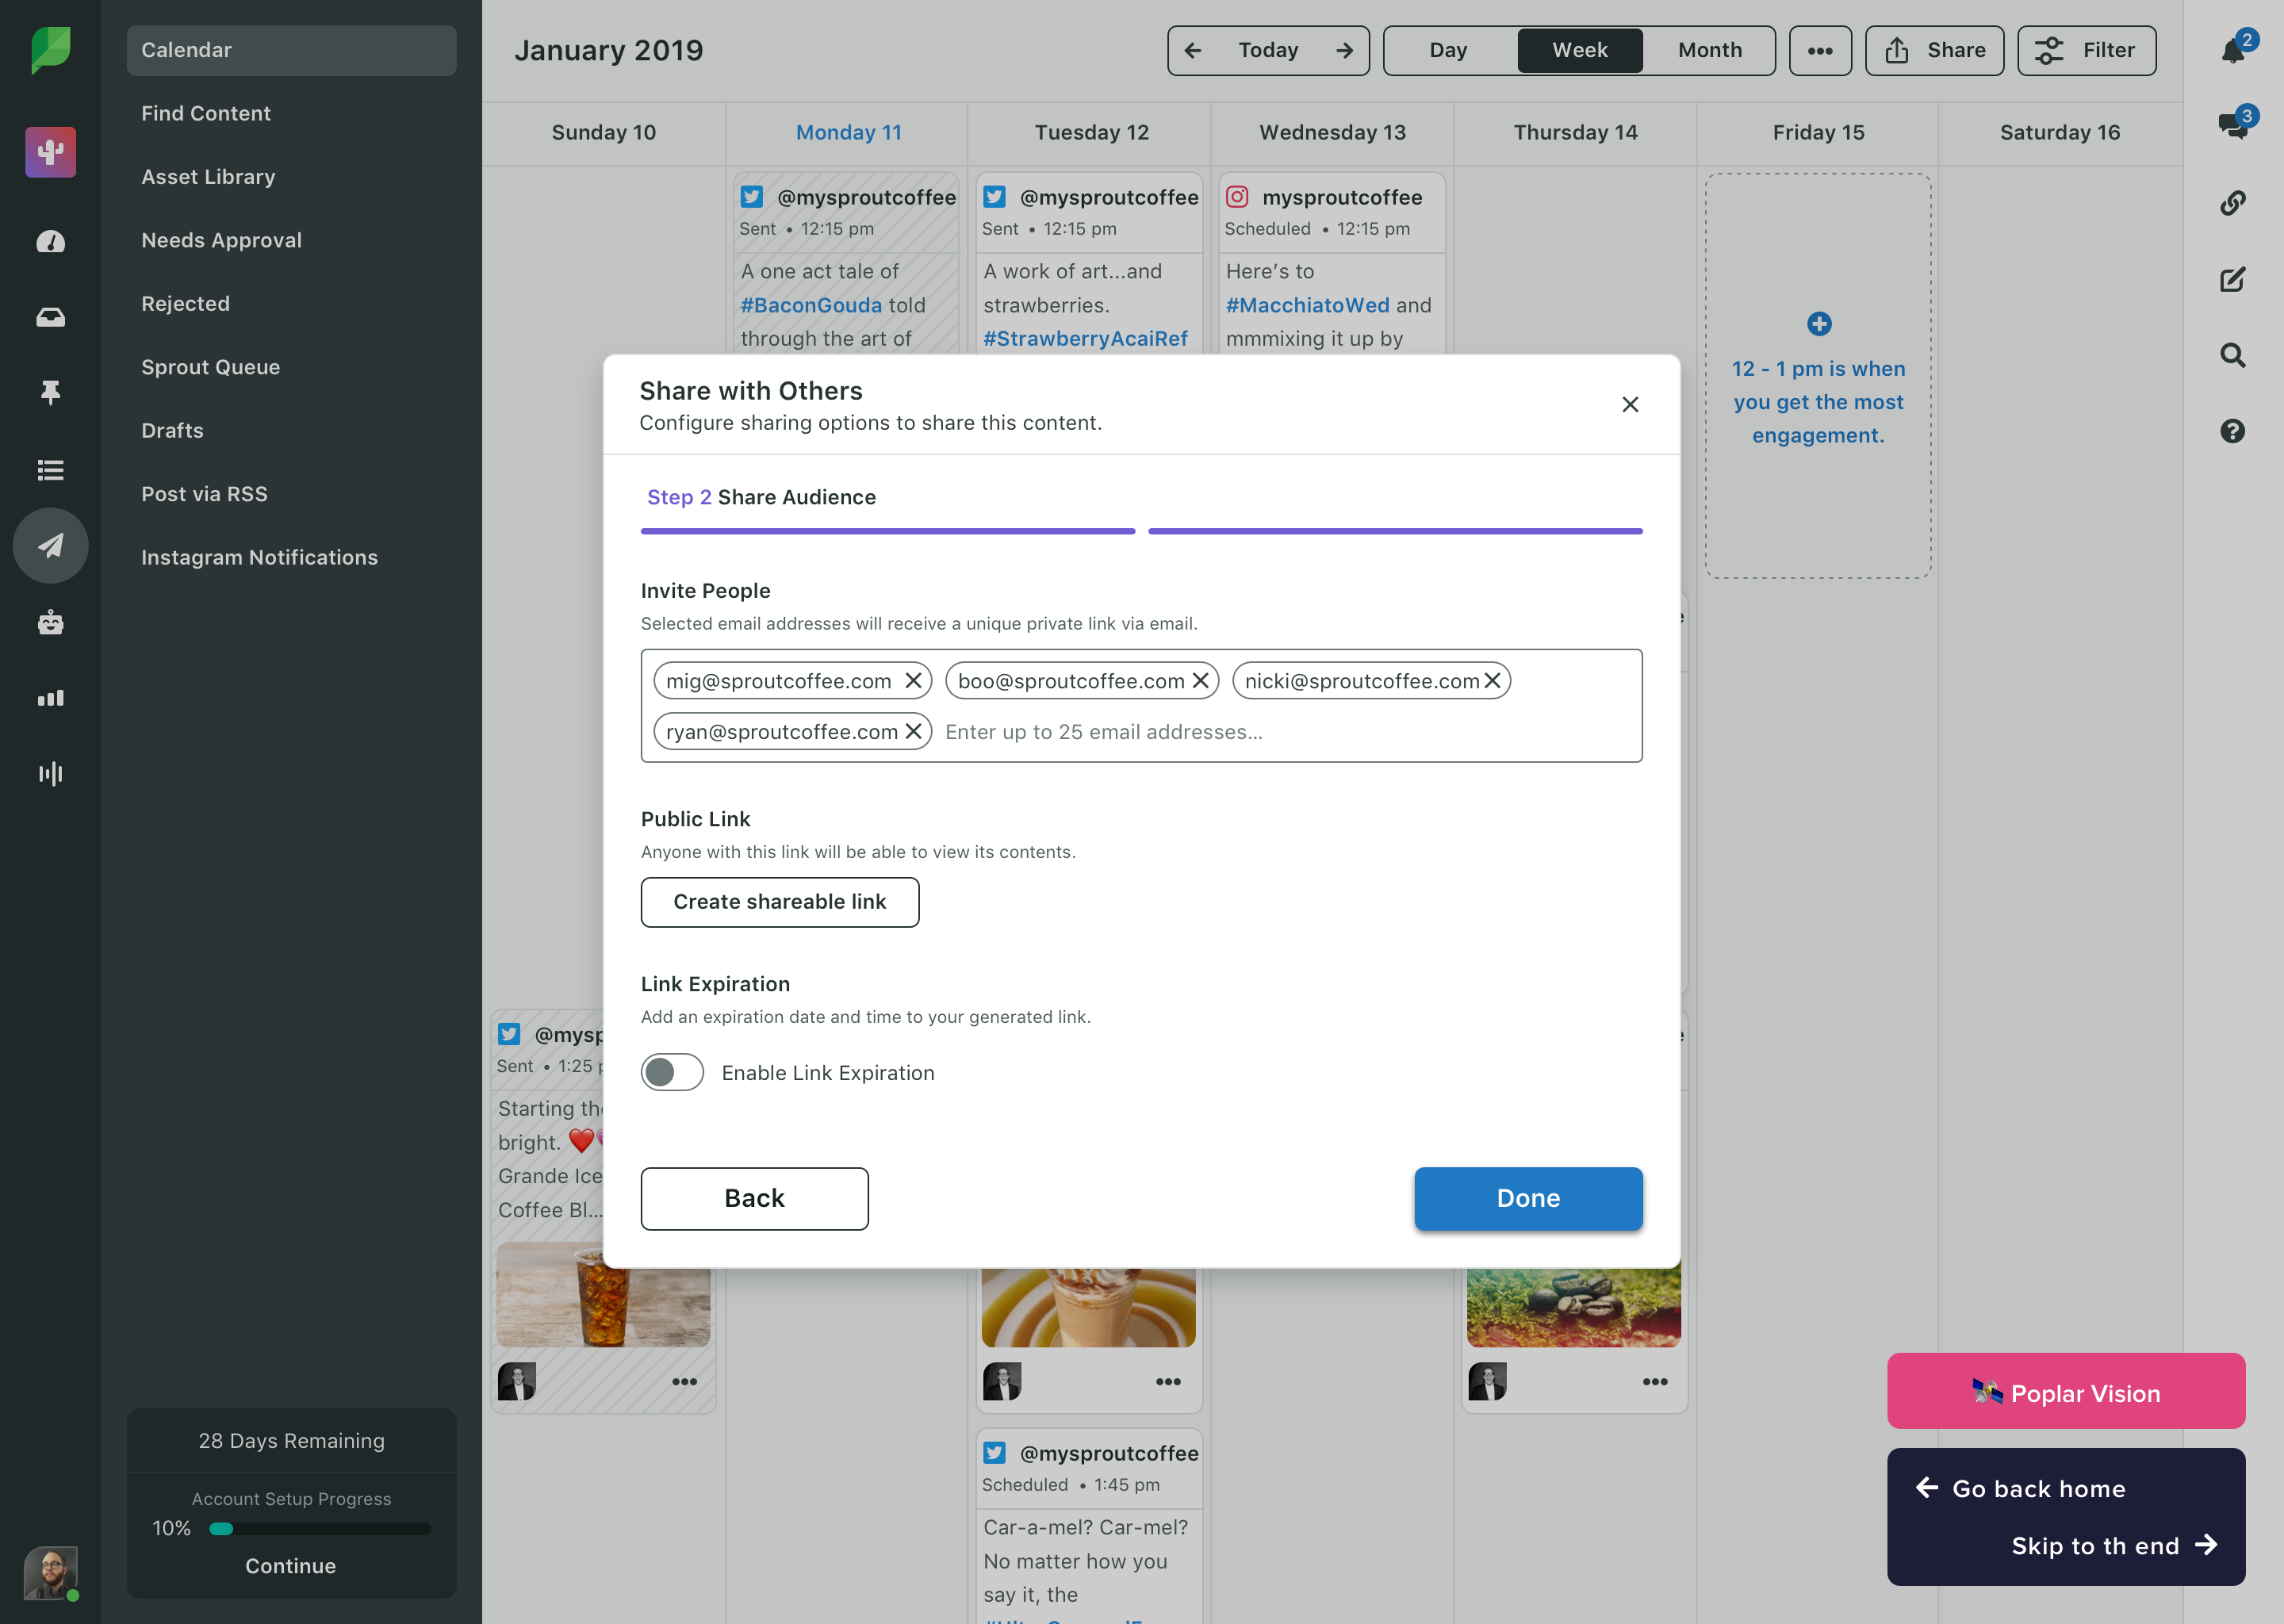 Calendar
Find Content
Asset Library
Needs Approval
Rejected
Sprout Queue
Drafts
Post via RSS
Instagram Notifications
28 Days Remaining
Account Setup Progress
10%
Continue
January 2019
Today
Day
Week
Month
Share
Filter
2
3
Sunday 10
Monday 11
Tuesday 12
Wednesday 13
Thursday 14
Friday 15
Saturday 16
@mysproutcoffee
Sent • 12:15 pm
A one act tale of
#BaconGouda told
through the art of
@mysproutcoffee
Sent • 12:15 pm
A work of art...and
strawberries.
#StrawberryAcaiRef
mysproutcoffee
Scheduled • 12:15 pm
Here's to
#MacchiatoWed and
mmmixing it up by
12 - 1 pm is when
you get the most
engagement.
Share with Others
Configure sharing options to share this content.
Step 2 Share Audience
Invite People
Selected email addresses will receive a unique private link via email.
mig@sproutcoffee.com
boo@sproutcoffee.com
nicki@sproutcoffee.com
ryan@sproutcoffee.com
Enter up to 25 email addresses...
Public Link
Anyone with this link will be able to view its contents.
Create shareable link
Link Expiration
Add an expiration date and time to your generated link.
Enable Link Expiration
Back
Done
@mysp
Sent • 1:25 p
Starting th
bright.
Grande Ice
Coffee Bl...
@mysproutcoffee
Scheduled • 1:45 pm
Car-a-mel? Car-mel?
No matter how you
say it, the
Poplar Vision
Go back home
Skip to th end